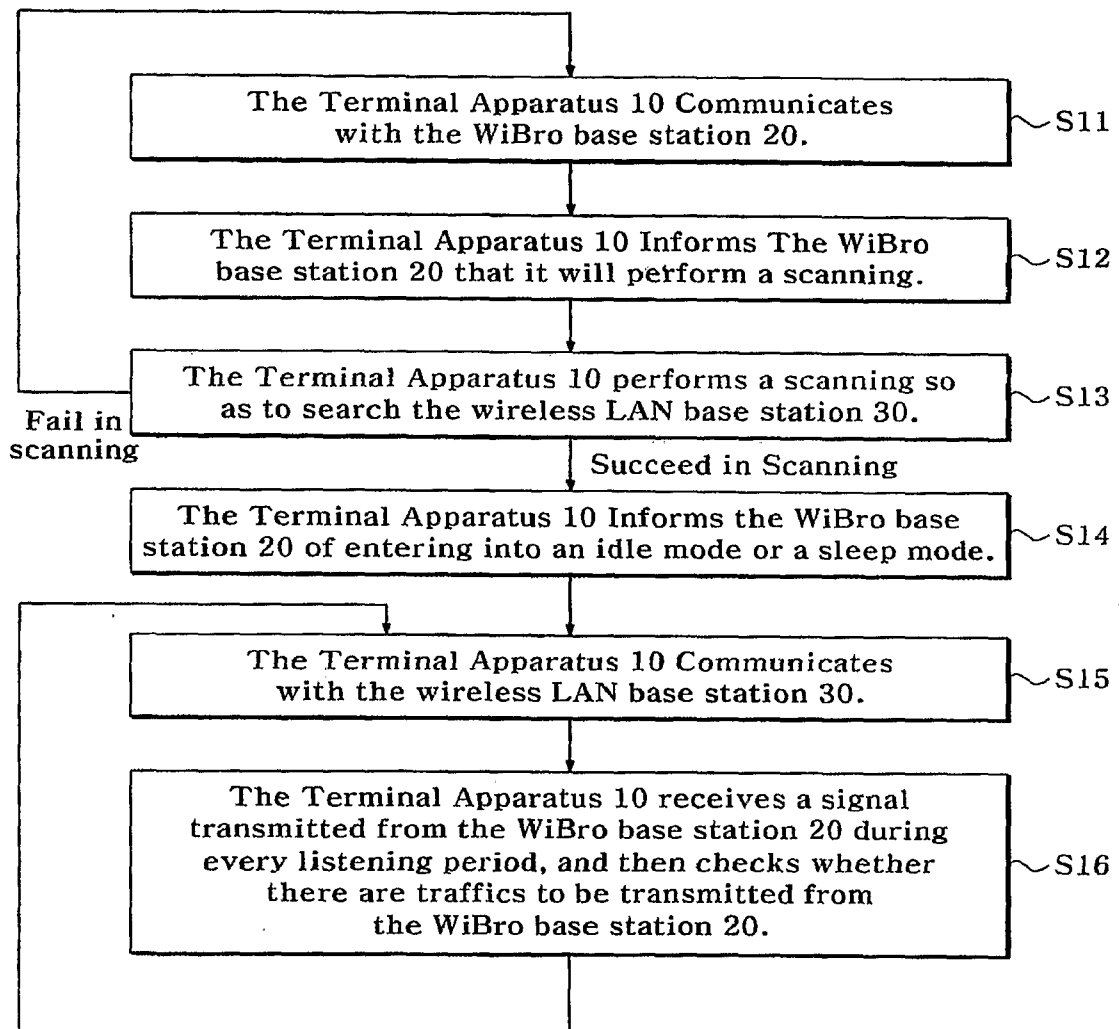 The Terminal Apparatus 10 Communicates
with the WiBro base station 20.
S11
The Terminal Apparatus 10 Informs The WiBro
base station 20 that it will perform a scanning.
S12
The Terminal Apparatus 10 performs a scanning so
as to search the wireless LAN base station 30.
S13
Fail in
scanning
Succeed in Scanning
The Terminal Apparatus 10 Informs the WiBro base
station 20 of entering into an idle mode or a sleep mode.
S14
The Terminal Apparatus 10 Communicates
with the wireless LAN base station 30.
S15
The Terminal Apparatus 10 receives a signal
transmitted from the WiBro base station 20 during
every listening period, and then checks whether
there are traffics to be transmitted from
the WiBro base station 20.
S16